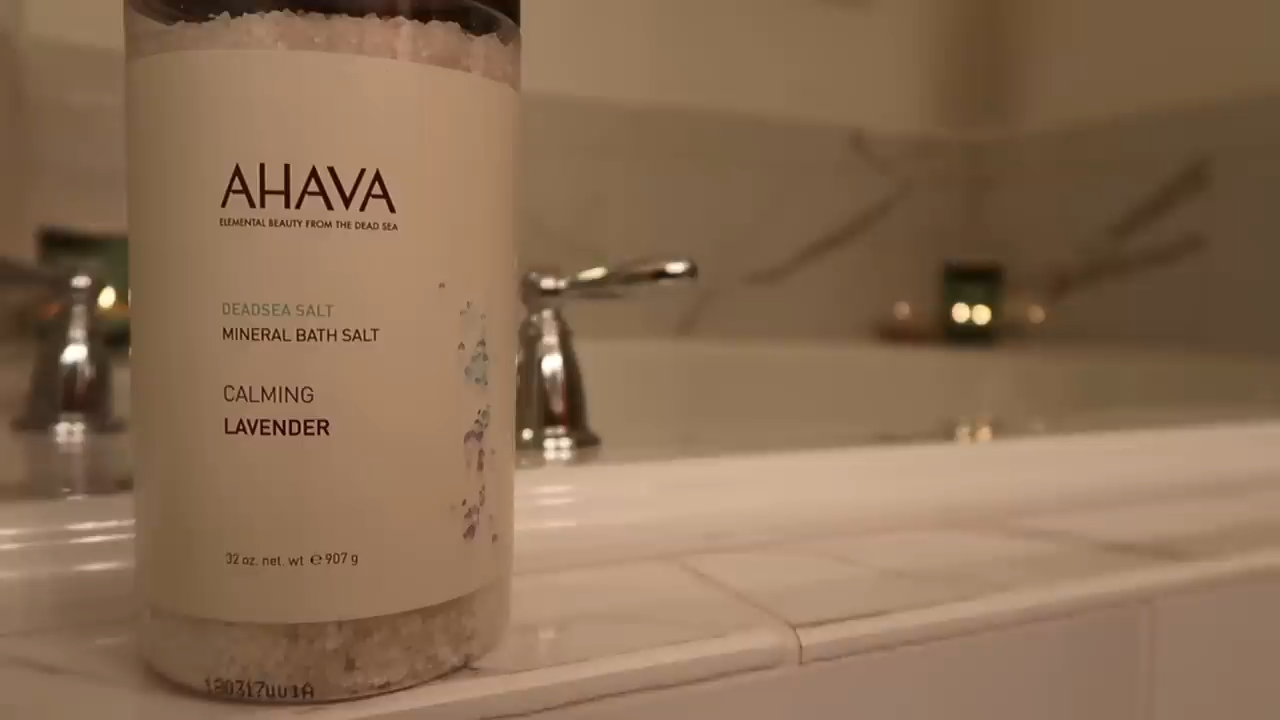 AHAVA
ELEMENTAL BEAUTY FROM THE DEAD SEA
DEADSEA SALT
MINERAL BATH SALT
CALMING
LAVENDER
32 oz. net. wt ℮ 907 g